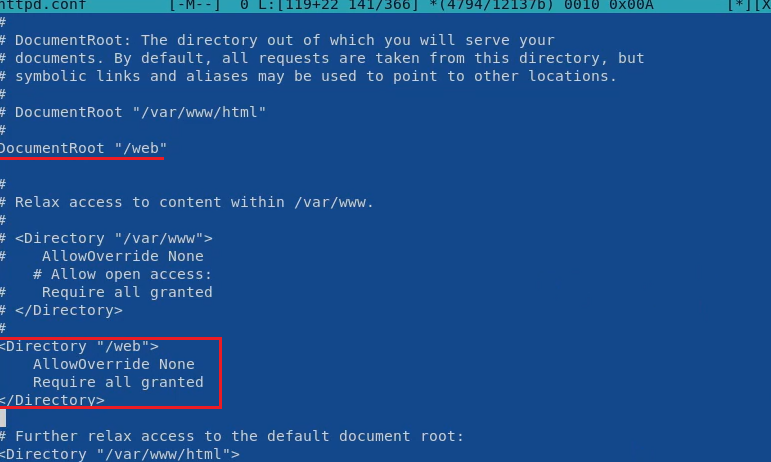 httpd.conf [-M--] 0 L:[119+22 141/366] *(4794/12137b) 0010 0x00A [*][X
#
# DocumentRoot: The directory out of which you will serve your
# documents. By default, all requests are taken from this directory, but
# symbolic links and aliases may be used to point to other locations.
#
# DocumentRoot "/var/www/html"
#
DocumentRoot "/web"
#
# Relax access to content within /var/www.
#
# <Directory "/var/www">
# AllowOverride None
# Allow open access:
# Require all granted
# </Directory>
#
<Directory "/web">
AllowOverride None
Require all granted
</Directory>
# Further relax access to the default document root:
<Directory "/var/www/html">